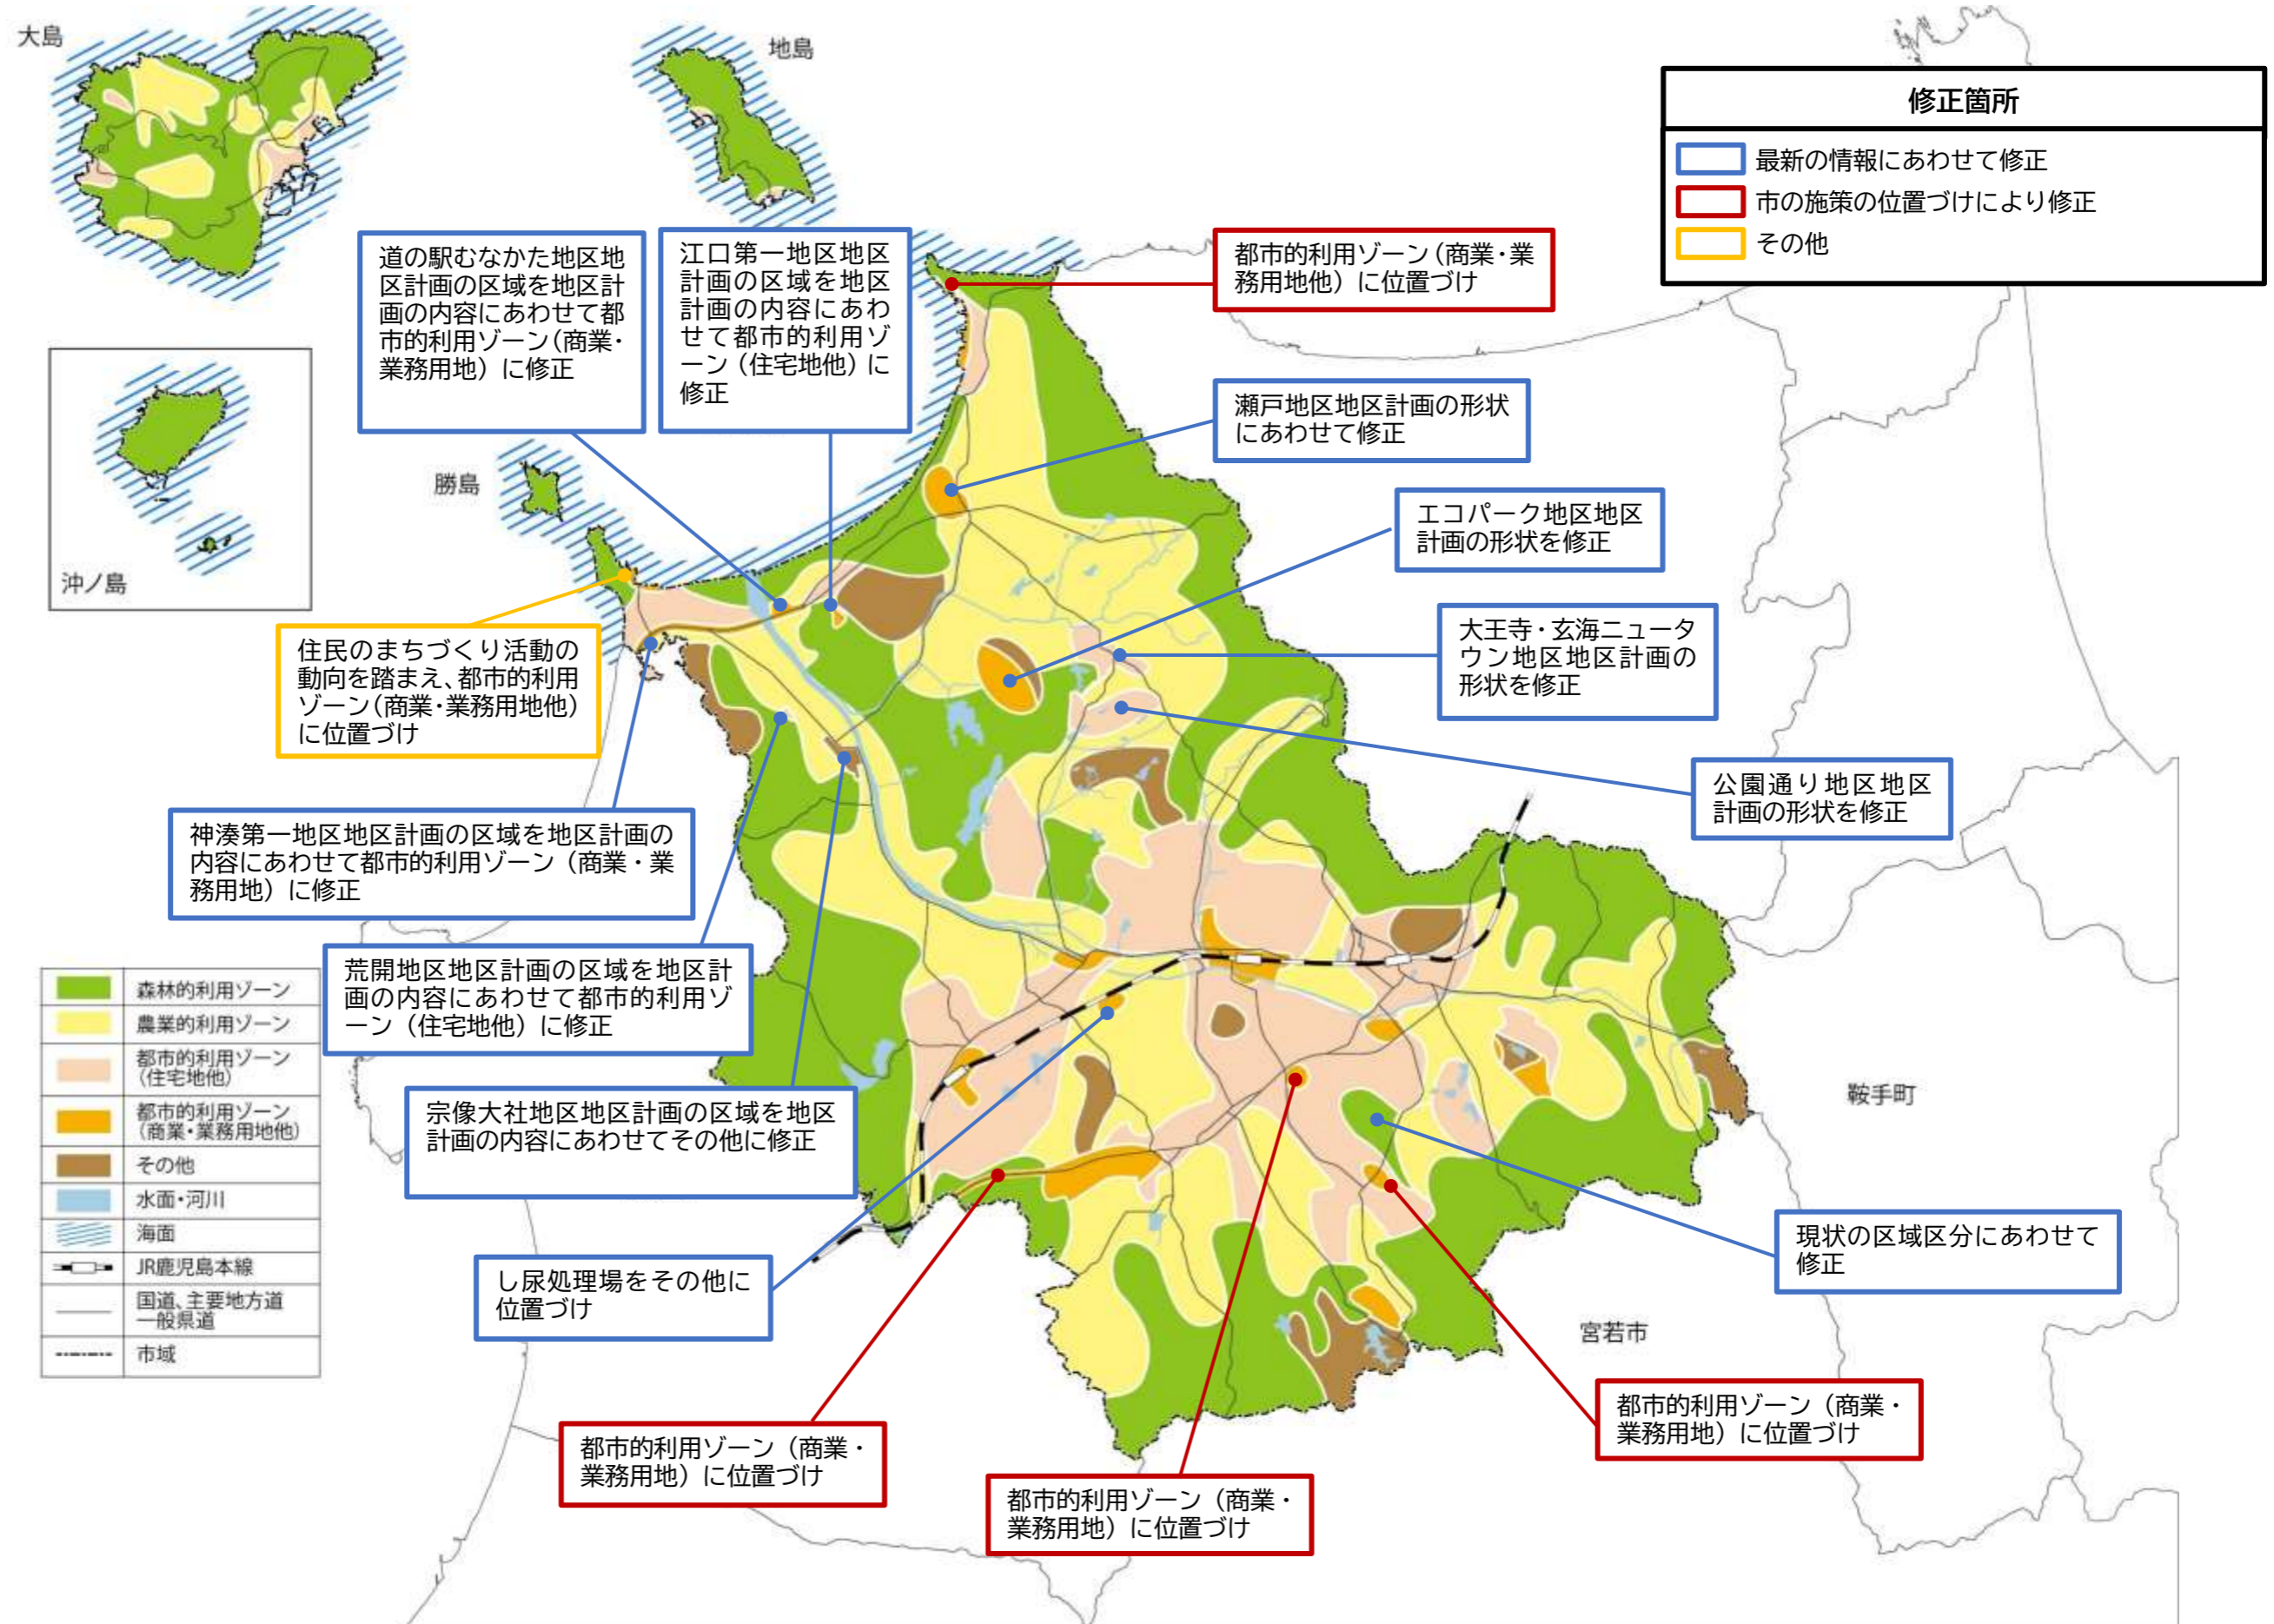 大島
地島
修正箇所
最新の情報にあわせて修正
市の施策の位置づけにより修正
その他
道の駅むなかた地区地
区計画の区域を地区計
画の内容にあわせて都
市的利用ゾーン(商業・
業務用地)に修正
江口第一地区地区
計画の区域を地区
計画の内容にあわ
せて都市的利用ゾ
ーン(住宅地他)に
修正
都市的利用ゾーン(商業・業
務用地他)に位置づけ
瀬戸地区地区計画の形状
にあわせて修正
勝島
エコパーク地区地区
計画の形状を修正
沖ノ島
大王寺・玄海ニュータ
ウン地区地区計画の
形状を修正
住民のまちづくり活動の
動向を踏まえ、都市的利用
ゾーン(商業・業務用地他)
に位置づけ
公園通り地区地区
計画の形状を修正
神湊第一地区地区計画の区域を地区計画の
内容にあわせて都市的利用ゾーン(商業・業
務用地)に修正
荒開地区地区計画の区域を地区計
画の内容にあわせて都市的利用ゾ
ーン(住宅地他)に修正
森林的利用ゾーン
農業的利用ゾーン
都市的利用ゾーン
(住宅地他)
都市的利用ゾーン
(商業・業務用地他)
その他
水面・河川
海面
JR鹿児島本線
国道、主要地方道
一般県道
市域
宗像大社地区地区計画の区域を地区
計画の内容にあわせてその他に修正
鞍手町
し尿処理場をその他に
位置づけ
現状の区域区分にあわせて
修正
宮若市
都市的利用ゾーン(商業・
業務用地)に位置づけ
都市的利用ゾーン(商業・
業務用地)に位置づけ
都市的利用ゾーン(商業・
業務用地)に位置づけ